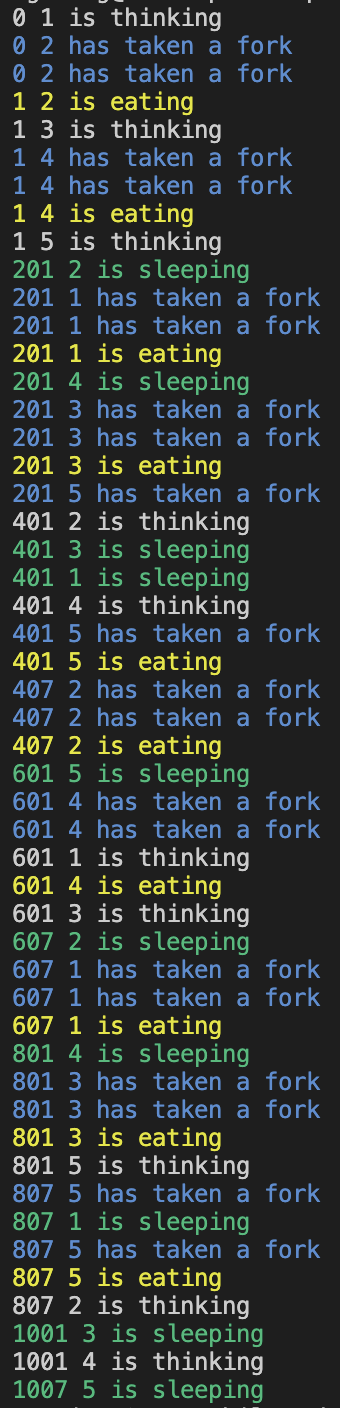 0 1 is thinking
0 2 has taken a fork
0 2 has taken a fork
1 2 is eating
1 3 is thinking
1 4 has taken a fork
1 4 has taken a fork
1 4 is eating
1 5 is thinking
201 2 is sleeping
201 1 has taken a fork
201 1 has taken a fork
201 1 is eating
201 4 is sleeping
201 3 has taken a fork
201 3 has taken a fork
201 3 is eating
201 5 has taken a fork
401 2 is thinking
401 3 is sleeping
401 1 is sleeping
401 4 is thinking
401 5 has taken a fork
401 5 is eating
407 2 has taken a fork
407 2 has taken a fork
407 2 is eating
601 5 is sleeping
601 4 has taken a fork
601 4 has taken a fork
601 1 is thinking
601 4 is eating
601 3 is thinking
607 2 is sleeping
607 1 has taken a fork
607 1 has taken a fork
607 1 is eating
801 4 is sleeping
801 3 has taken a fork
801 3 has taken a fork
801 3 is eating
801 5 is thinking
807 5 has taken a fork
807 1 is sleeping
807 5 has taken a fork
807 5 is eating
807 2 is thinking
1001 3 is sleeping
1001 4 is thinking
1007 5 is sleeping